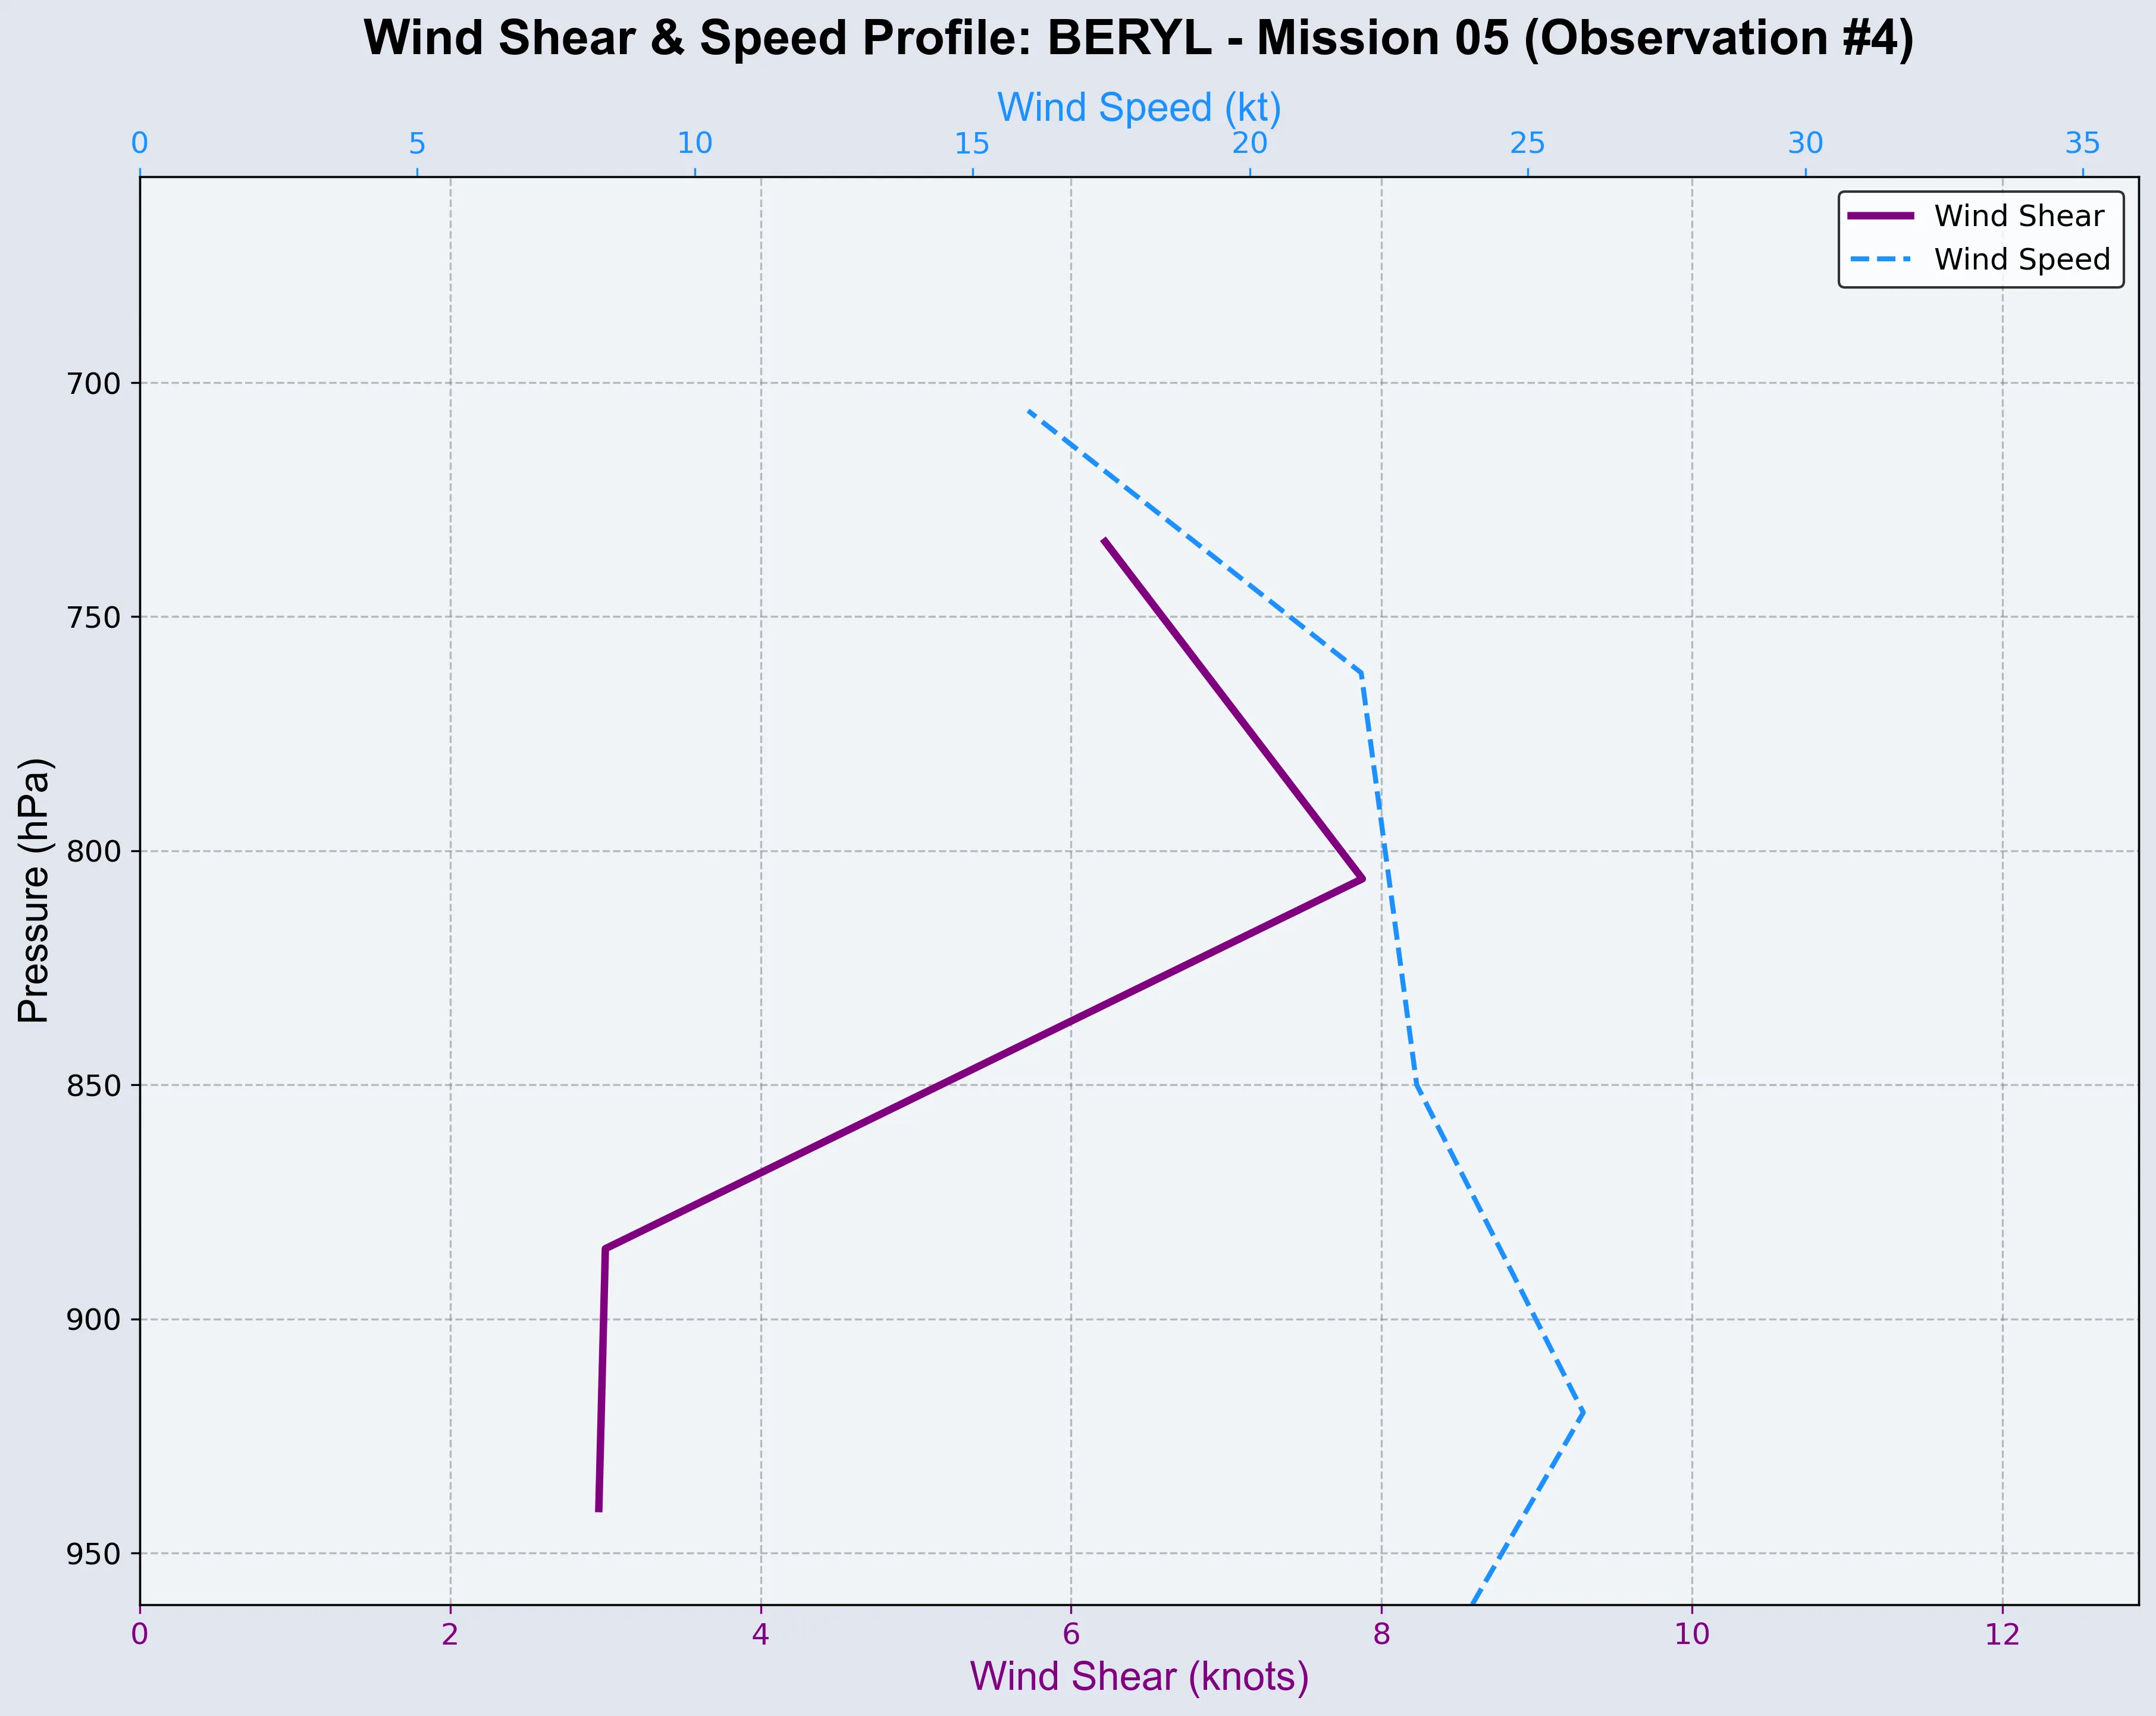 Wind Shear & Speed Profile: BERYL - Mission 05 (Observation #4)
Wind Speed (kt)
0 5 10 15 20 25 30 35
Wind Shear
Wind Speed
700
750
800
850
900
950
Pressure (hPa)
0 2 4 6 8 10 12
Wind Shear (knots)